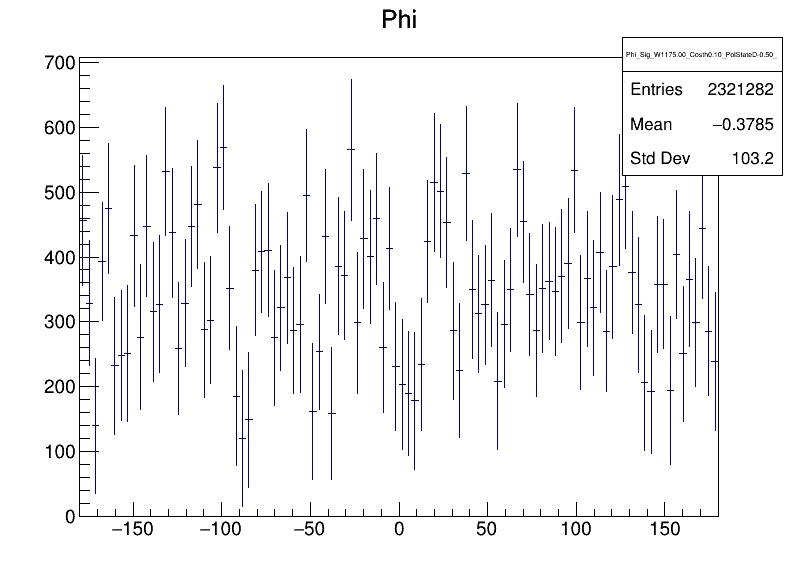 Phi
Phi_Sig_W1175.00_Costh0.10_PolStateD-0.50_
Entries 2321282
Mean −0.3785
Std Dev 103.2
700
600
500
400
300
200
100
0
−150 −100 −50 0 50 100 150